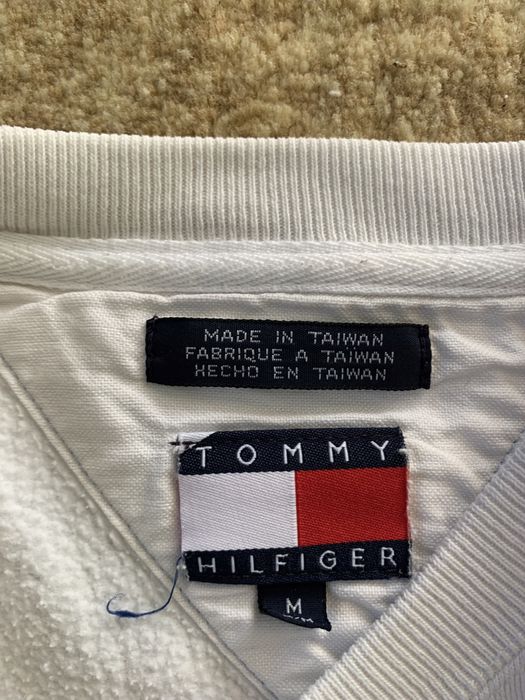 MADE IN TAIWAN
FABRIQUE A TAIWAN
HECHO EN TAIWAN
TOMMY
HILFIGER
M